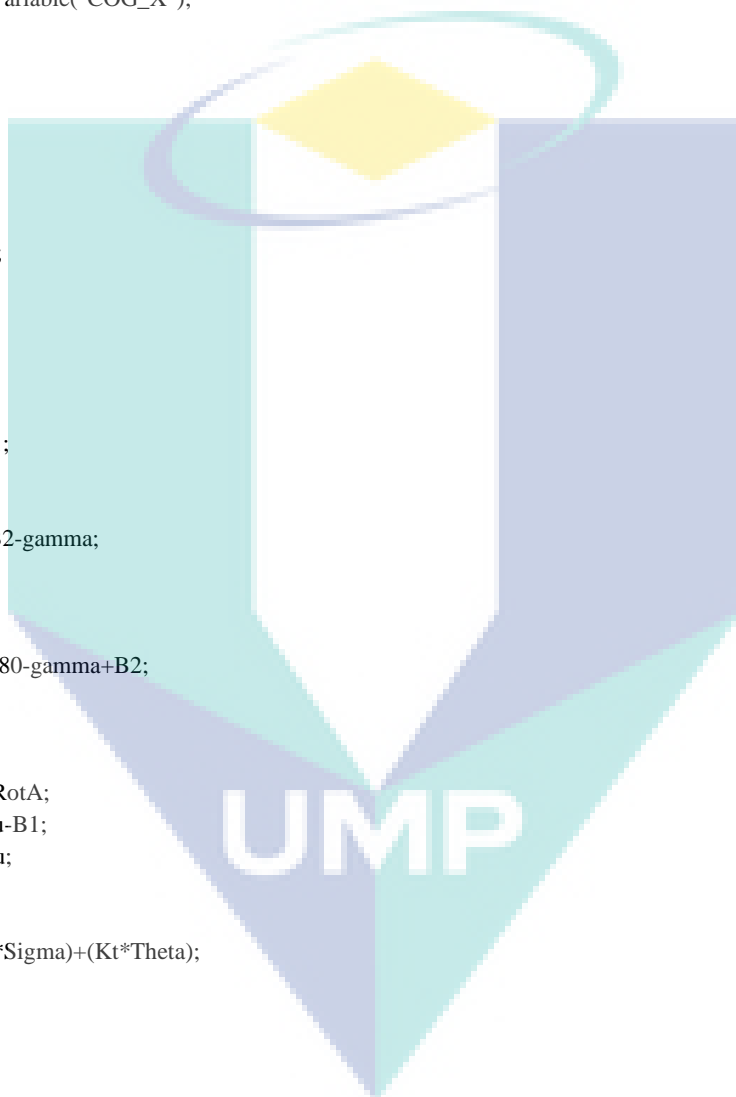 ariable("COG_X");
;
;
2-gamma;
80-gamma+B2;
RotA;
u-B1;
u;
UMP
*Sigma)+(Kt*Theta);